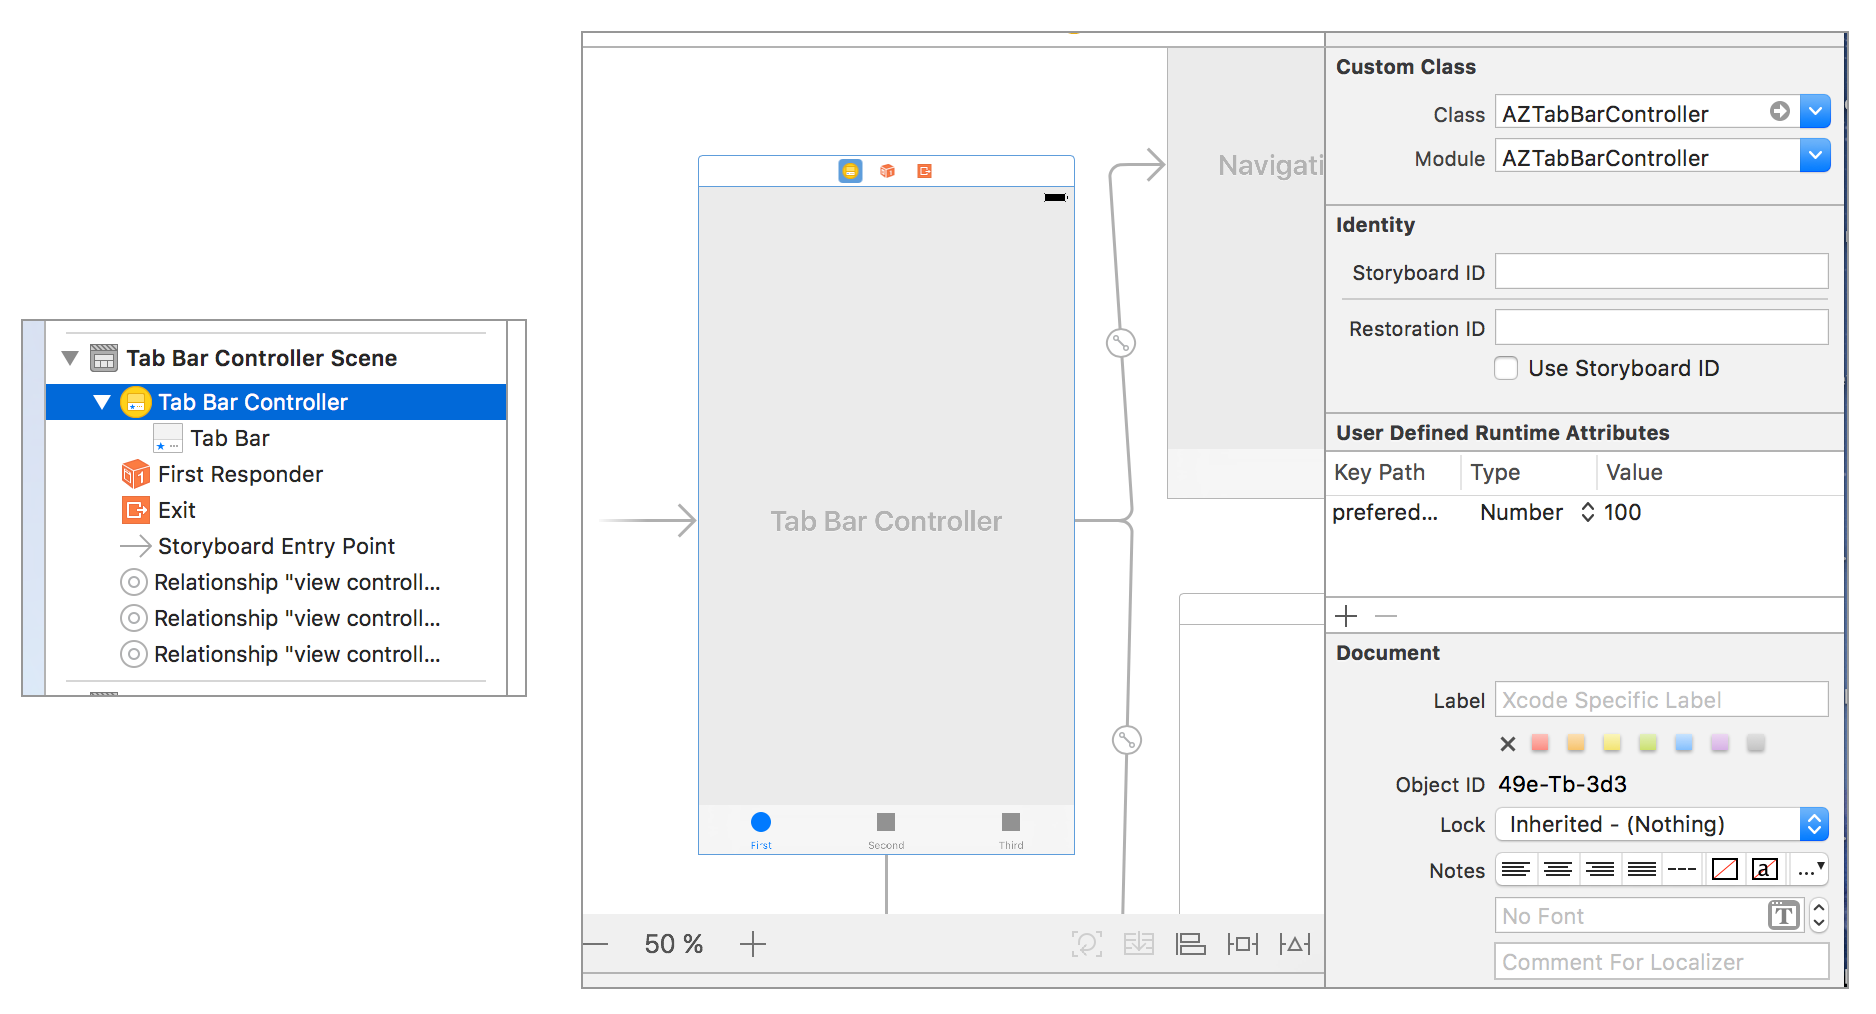 Tab Bar Controller Scene
Tab Bar Controller
Tab Bar
First Responder
Exit
Storyboard Entry Point
Relationship "view controll...
Relationship "view controll...
Relationship "view controll...
Tab Bar Controller
First
Second
Third
Navigati
50 %
Custom Class
Class AZTabBarController
Module AZTabBarController
Identity
Storyboard ID
Restoration ID
Use Storyboard ID
User Defined Runtime Attributes
Key Path Type Value
prefered... Number 100
Document
Label Xcode Specific Label
Object ID 49e-Tb-3d3
Lock Inherited - (Nothing)
Notes a ...
No Font T
Comment For Localizer